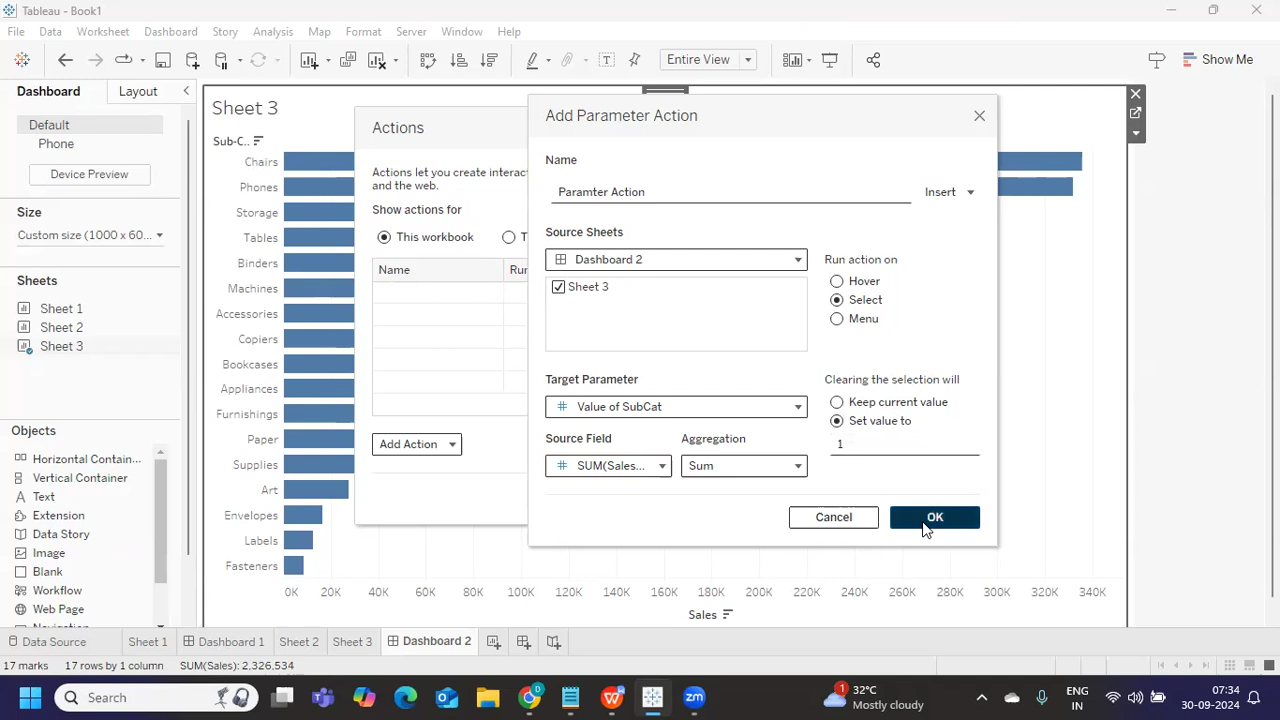 Tableau - Book1
File Data Worksheet Dashboard Story Analysis Map Format Server Window Help
Entire View
Show Me
Dashboard Layout
Default
Phone
Device Preview
Size
Custom size (1000 x 60...
Sheets
Sheet 1
Sheet 2
Sheet 3
Objects
Horizontal Contain...
Vertical Container
Text
Extension
Data Story
Image
Blank
Workflow
Web Page
Sheet 3
Sub-C..
Chairs
Phones
Storage
Tables
Binders
Machines
Accessories
Copiers
Bookcases
Appliances
Furnishings
Paper
Supplies
Art
Envelopes
Labels
Fasteners
0K 20K 40K 60K 80K 100K 120K 140K 160K 180K 200K 220K 240K 260K 280K 300K 320K 340K
Sales
Actions
Actions let you create interac
and the web.
Show actions for
This workbook
Name Run
Add Action
Add Parameter Action
Name
Paramter Action Insert
Source Sheets
Dashboard 2
Sheet 3
Run action on
Hover
Select
Menu
Target Parameter
Value of SubCat
Source Field Aggregation
SUM(Sales... Sum
Clearing the selection will
Keep current value
Set value to
1
Cancel OK
Data Source Sheet 1 Dashboard 1 Sheet 2 Sheet 3 Dashboard 2
17 marks 17 rows by 1 column SUM(Sales): 2,326,534
Search
1
32°C
Mostly cloudy
ENG
IN
07:34
30-09-2024